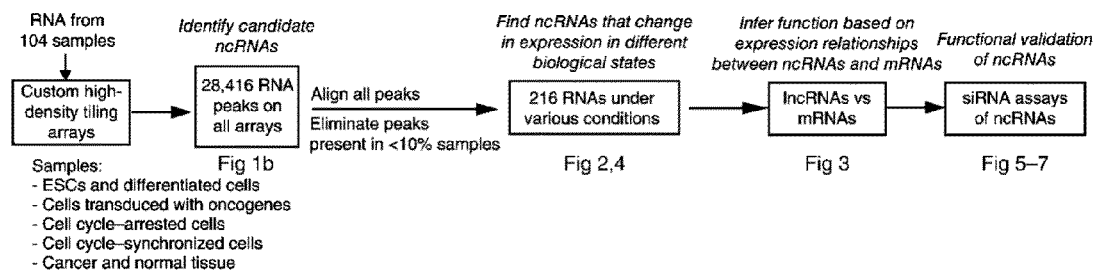 RNA from
104 samples
Custom high-
density tiling
arrays
Samples:
- ESCs and differentiated cells
- Cells transduced with oncogenes
- Cell cycle–arrested cells
- Cell cycle–synchronized cells
- Cancer and normal tissue
Identify candidate
ncRNAs
28,416 RNA
peaks on
all arrays
Fig 1b
Align all peaks
Eliminate peaks
present in <10% samples
Find ncRNAs that change
in expression in different
biological states
216 RNAs under
various conditions
Fig 2,4
Infer function based on
expression relationships
between ncRNAs and mRNAs
lncRNAs vs
mRNAs
Fig 3
Functional validation
of ncRNAs
siRNA assays
of ncRNAs
Fig 5–7